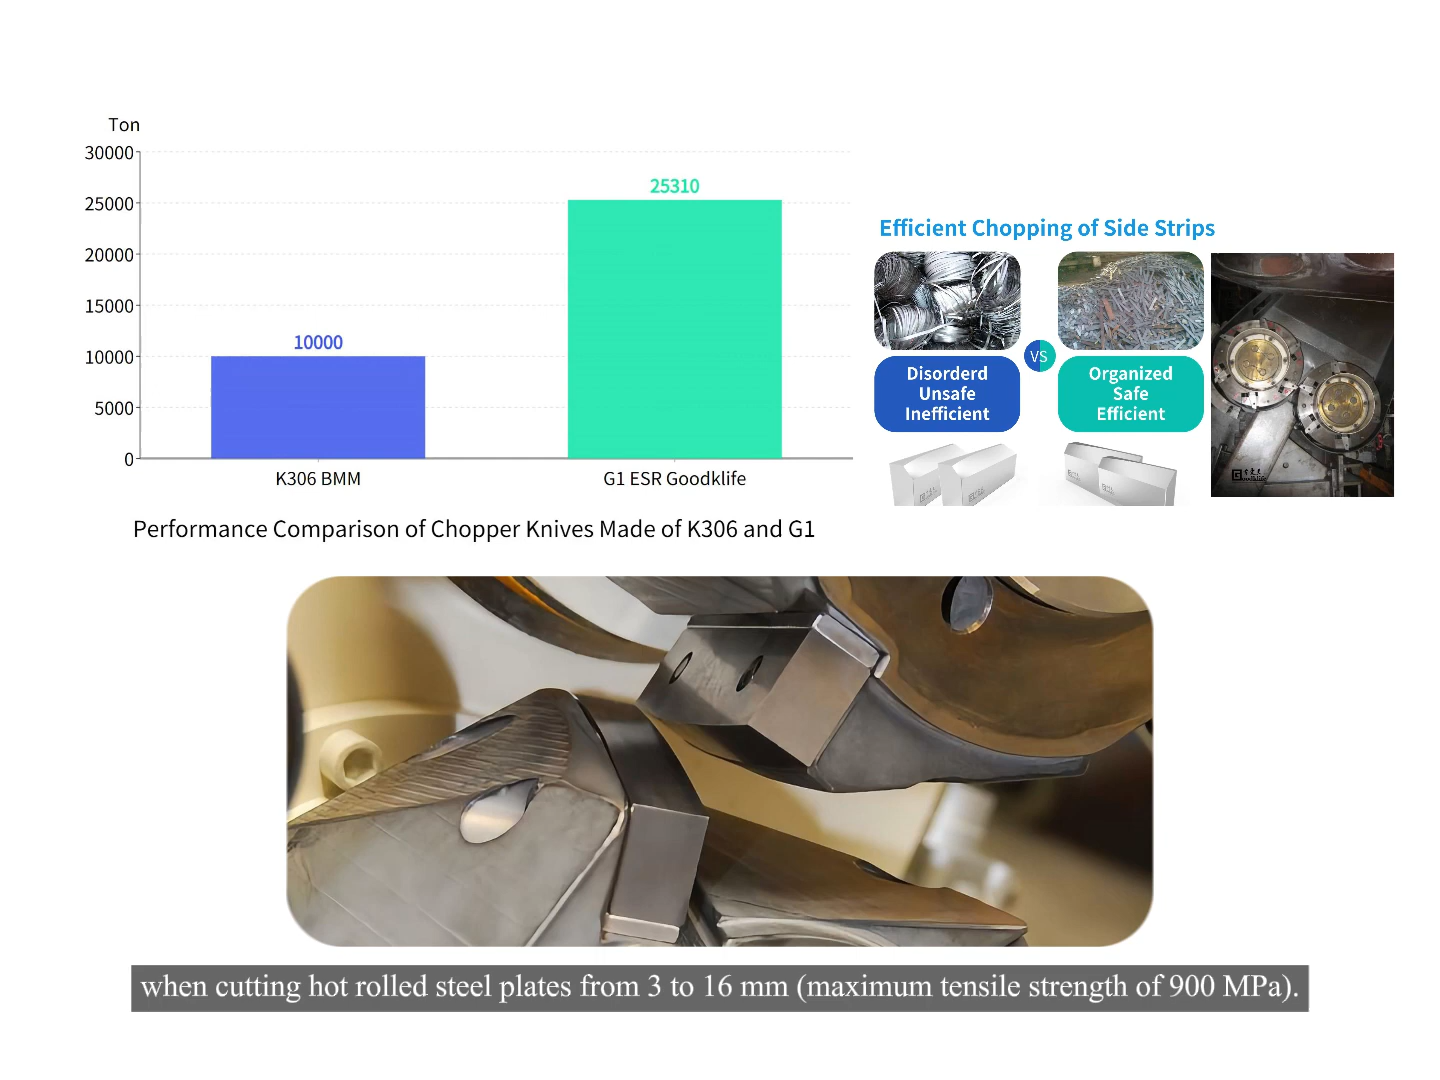 Ton
30000
25000
20000
15000
10000
5000
0
10000
25310
K306 BMM
G1 ESR Goodklife
Performance Comparison of Chopper Knives Made of K306 and G1
Efficient Chopping of Side Strips
Disorderd
Unsafe
Inefficient
VS
Organized
Safe
Efficient
when cutting hot rolled steel plates from 3 to 16 mm (maximum tensile strength of 900 MPa).